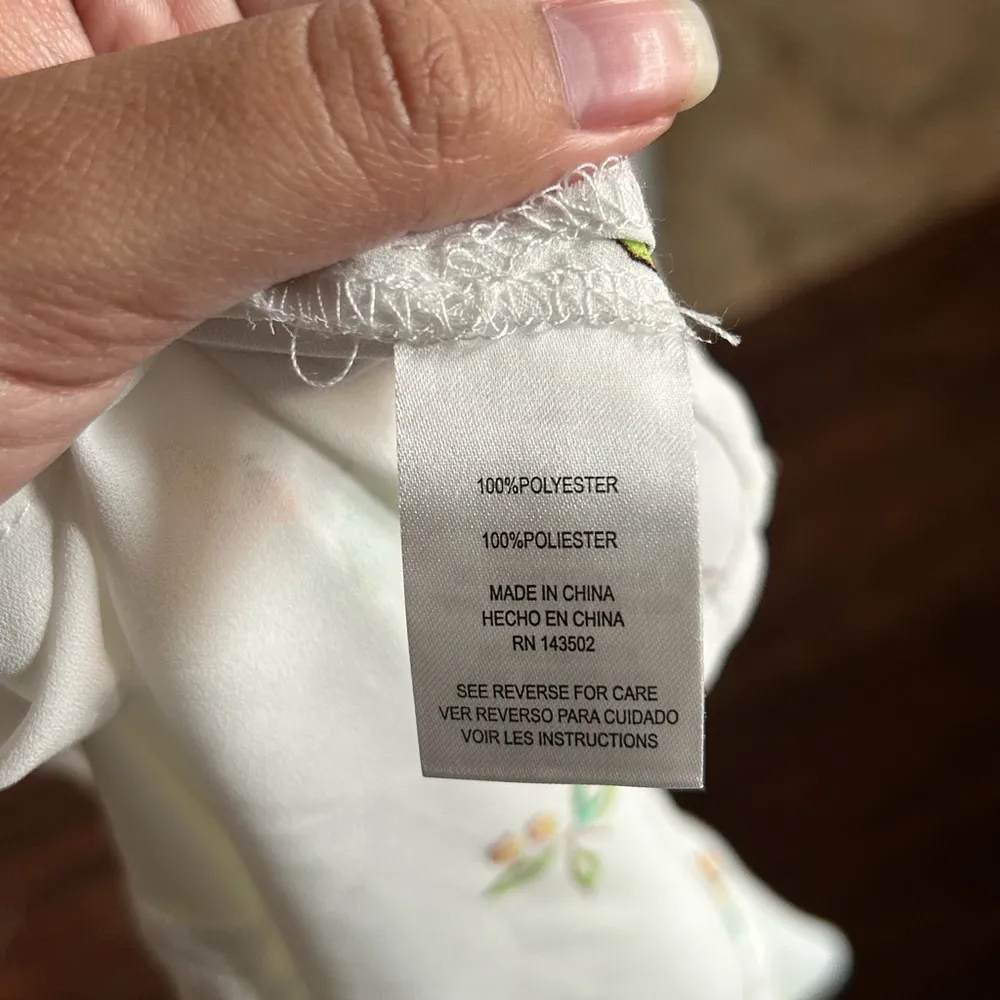 100%POLYESTER
100%POLIESTER
MADE IN CHINA
HECHO EN CHINA
RN 143502
SEE REVERSE FOR CARE
VER REVERSO PARA CUIDADO
VOIR LES INSTRUCTIONS